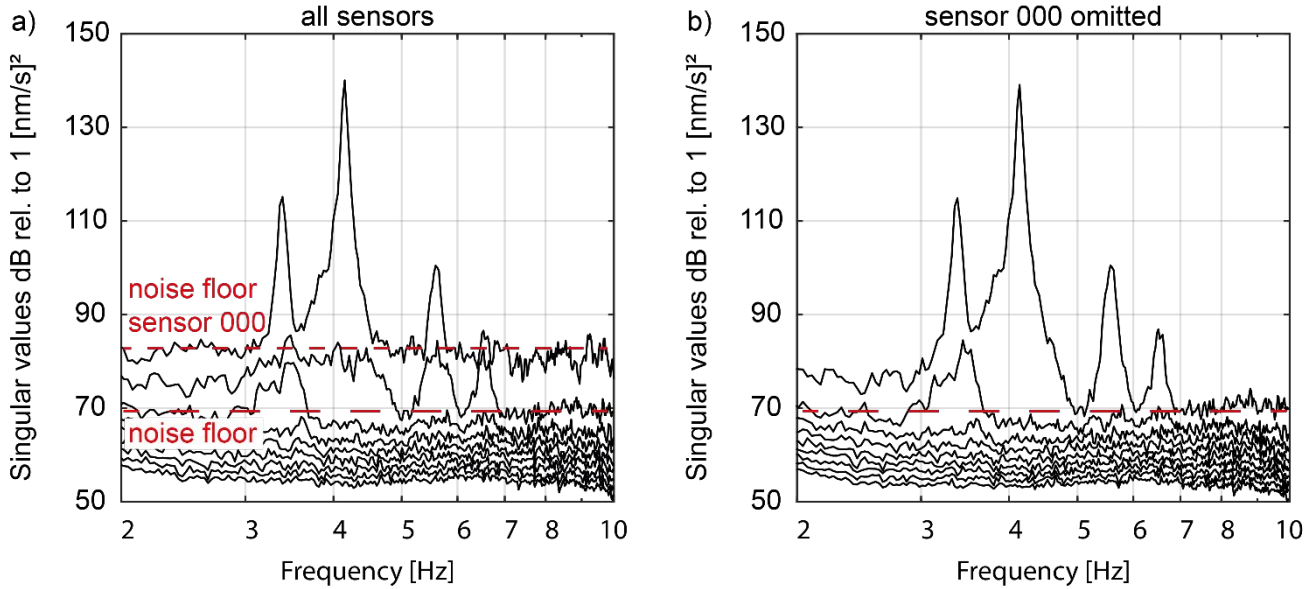 a)
all sensors
Singular values dB rel. to 1 [nm/s]²
150
130
110
90
70
50
noise floor
sensor 000
noise floor
2
3
4
5
6
7
8
10
Frequency [Hz]
b)
sensor 000 omitted
Singular values dB rel. to 1 [nm/s]²
150
130
110
90
70
50
2
3
4
5
6
7
8
10
Frequency [Hz]